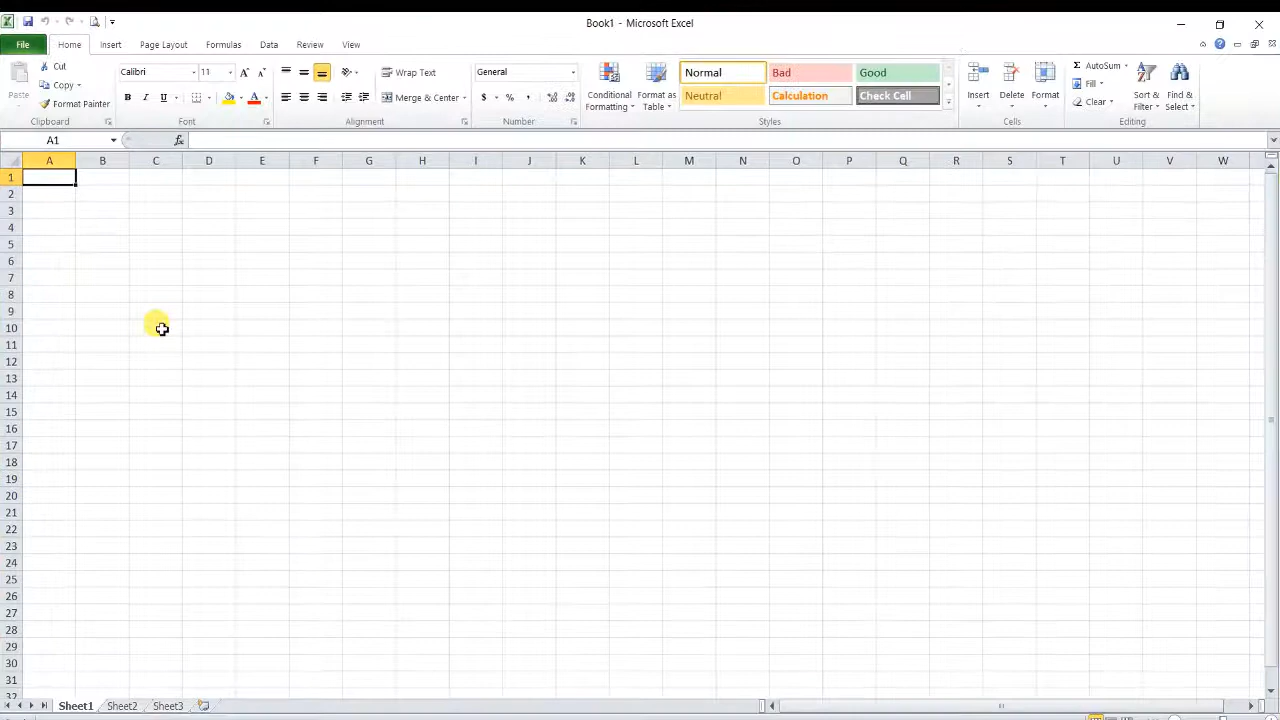 Book1 - Microsoft Excel
File Home Insert Page Layout Formulas Data Review View
Paste
Cut
Copy
Format Painter
Clipboard
Calibri 11
B I U
A
Font
Wrap Text
Merge & Center
Alignment
General
$ % ,
Number
Conditional Formatting
Format as Table
Normal Bad Good
Neutral Calculation Check Cell
Styles
Insert Delete Format
Cells
Σ AutoSum
Fill
Clear
Sort & Filter
Find & Select
Editing
A1
fx
A B C D E F G H I J K L M N O P Q R S T U V W
1
2
3
4
5
6
7
8
9
10
11
12
13
14
15
16
17
18
19
20
21
22
23
24
25
26
27
28
29
30
31
32
Sheet1 Sheet2 Sheet3